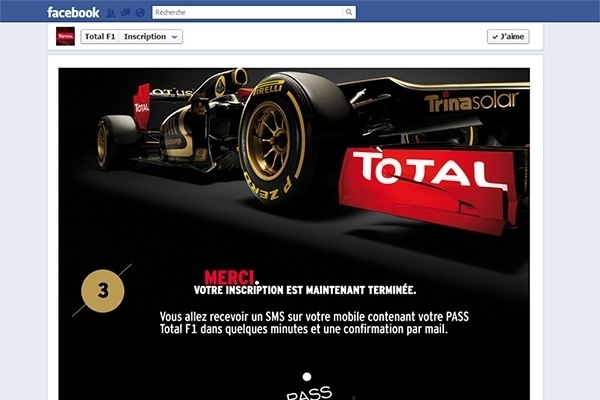 facebook
Recherche
TOTAL
Total F1
Inscription
J'aime
LOTUS
TOTAL
PIRELLI
P ZERO
Trinasolar
TOTAL
3
MERCI.
VOTRE INSCRIPTION EST MAINTENANT TERMINÉE.
Vous allez recevoir un SMS sur votre mobile contenant votre PASS
Total F1 dans quelques minutes et une confirmation par mail.
PASS